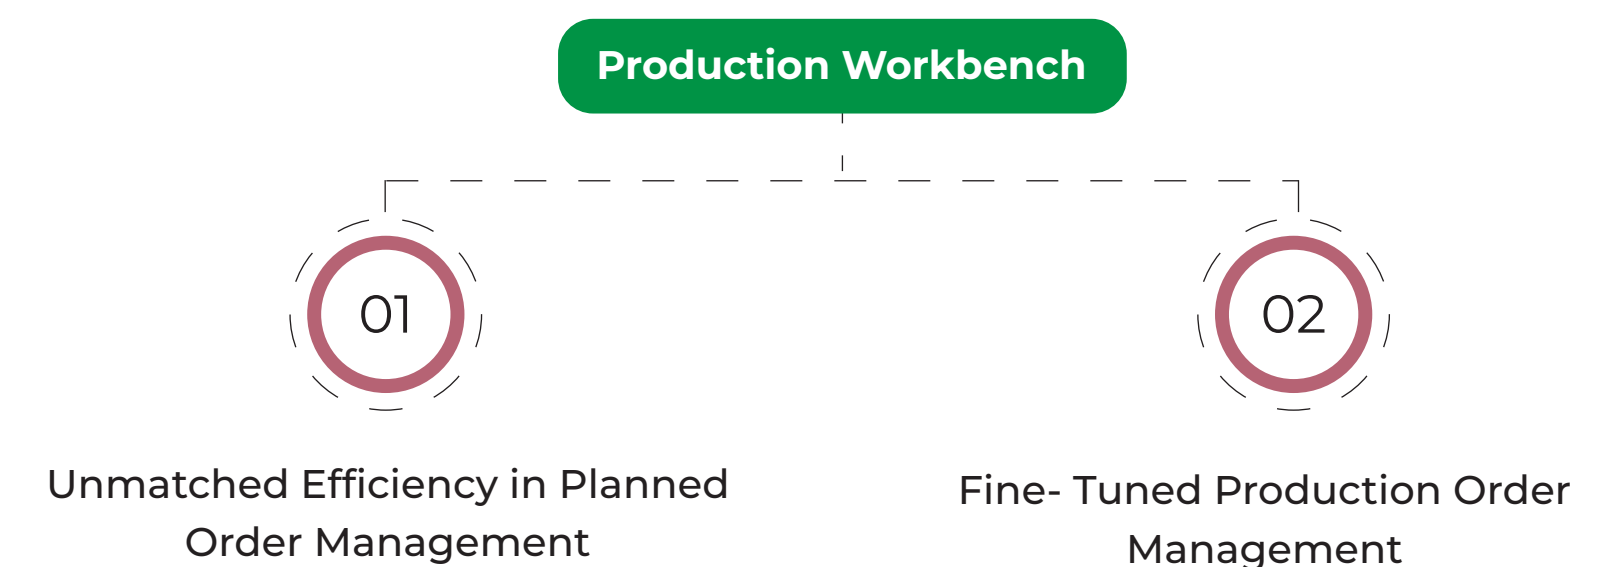 Production Workbench
01
02
Unmatched Efficiency in Planned
Order Management
Fine- Tuned Production Order
Management